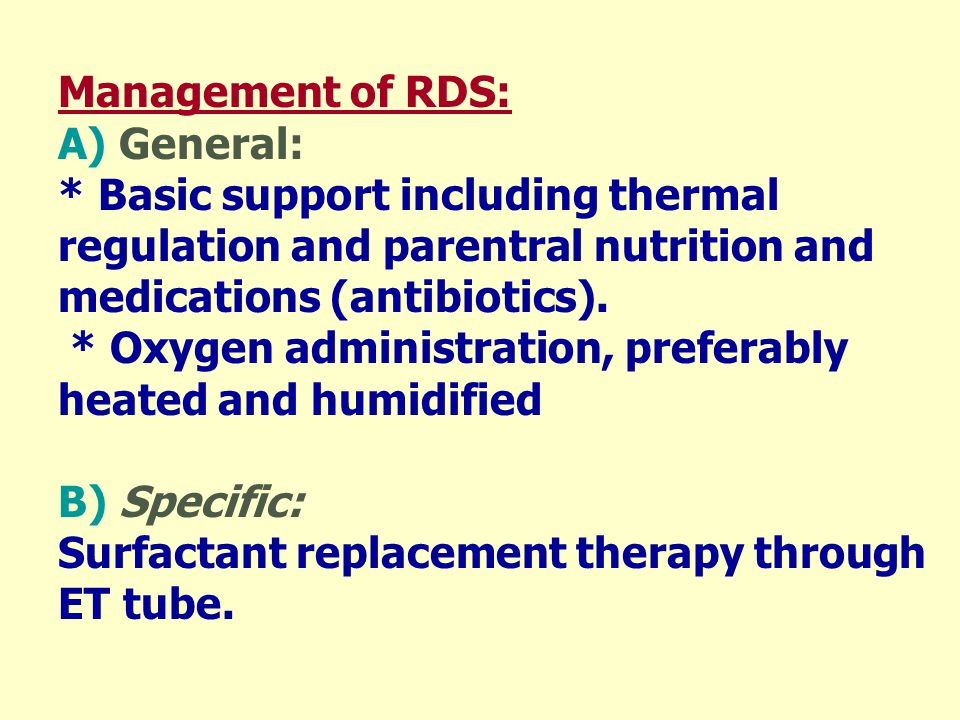 Management of RDS:
A) General:
* Basic support including thermal
regulation and parentral nutrition and
medications (antibiotics).
* Oxygen administration, preferably
heated and humidified
B) Specific:
Surfactant replacement therapy through
ET tube.